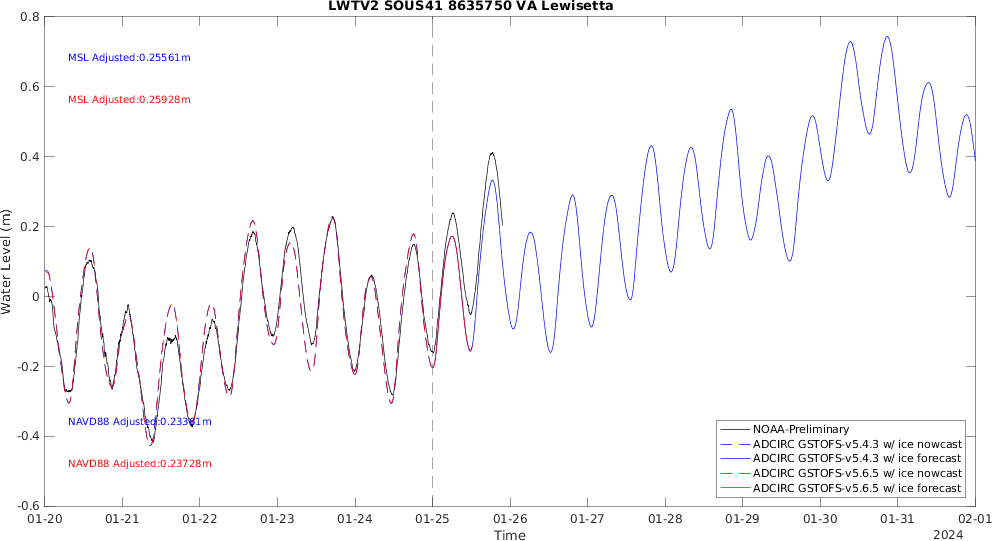 LWTV2 SOUS41 8635750 VA Lewisetta
0.8
0.6
0.4
0.2
0
-0.2
-0.4
-0.6
Water Level (m)
MSL Adjusted:0.25561m
MSL Adjusted:0.25928m
NAVD88 Adjusted:0.23361m
NAVD88 Adjusted:0.23728m
NOAA-Preliminary
ADCIRC GSTOFS-v5.4.3 w/ ice nowcast
ADCIRC GSTOFS-v5.4.3 w/ ice forecast
ADCIRC GSTOFS-v5.6.5 w/ ice nowcast
ADCIRC GSTOFS-v5.6.5 w/ ice forecast
01-20 01-21 01-22 01-23 01-24 01-25 01-26 01-27 01-28 01-29 01-30 01-31 02-01
Time
2024